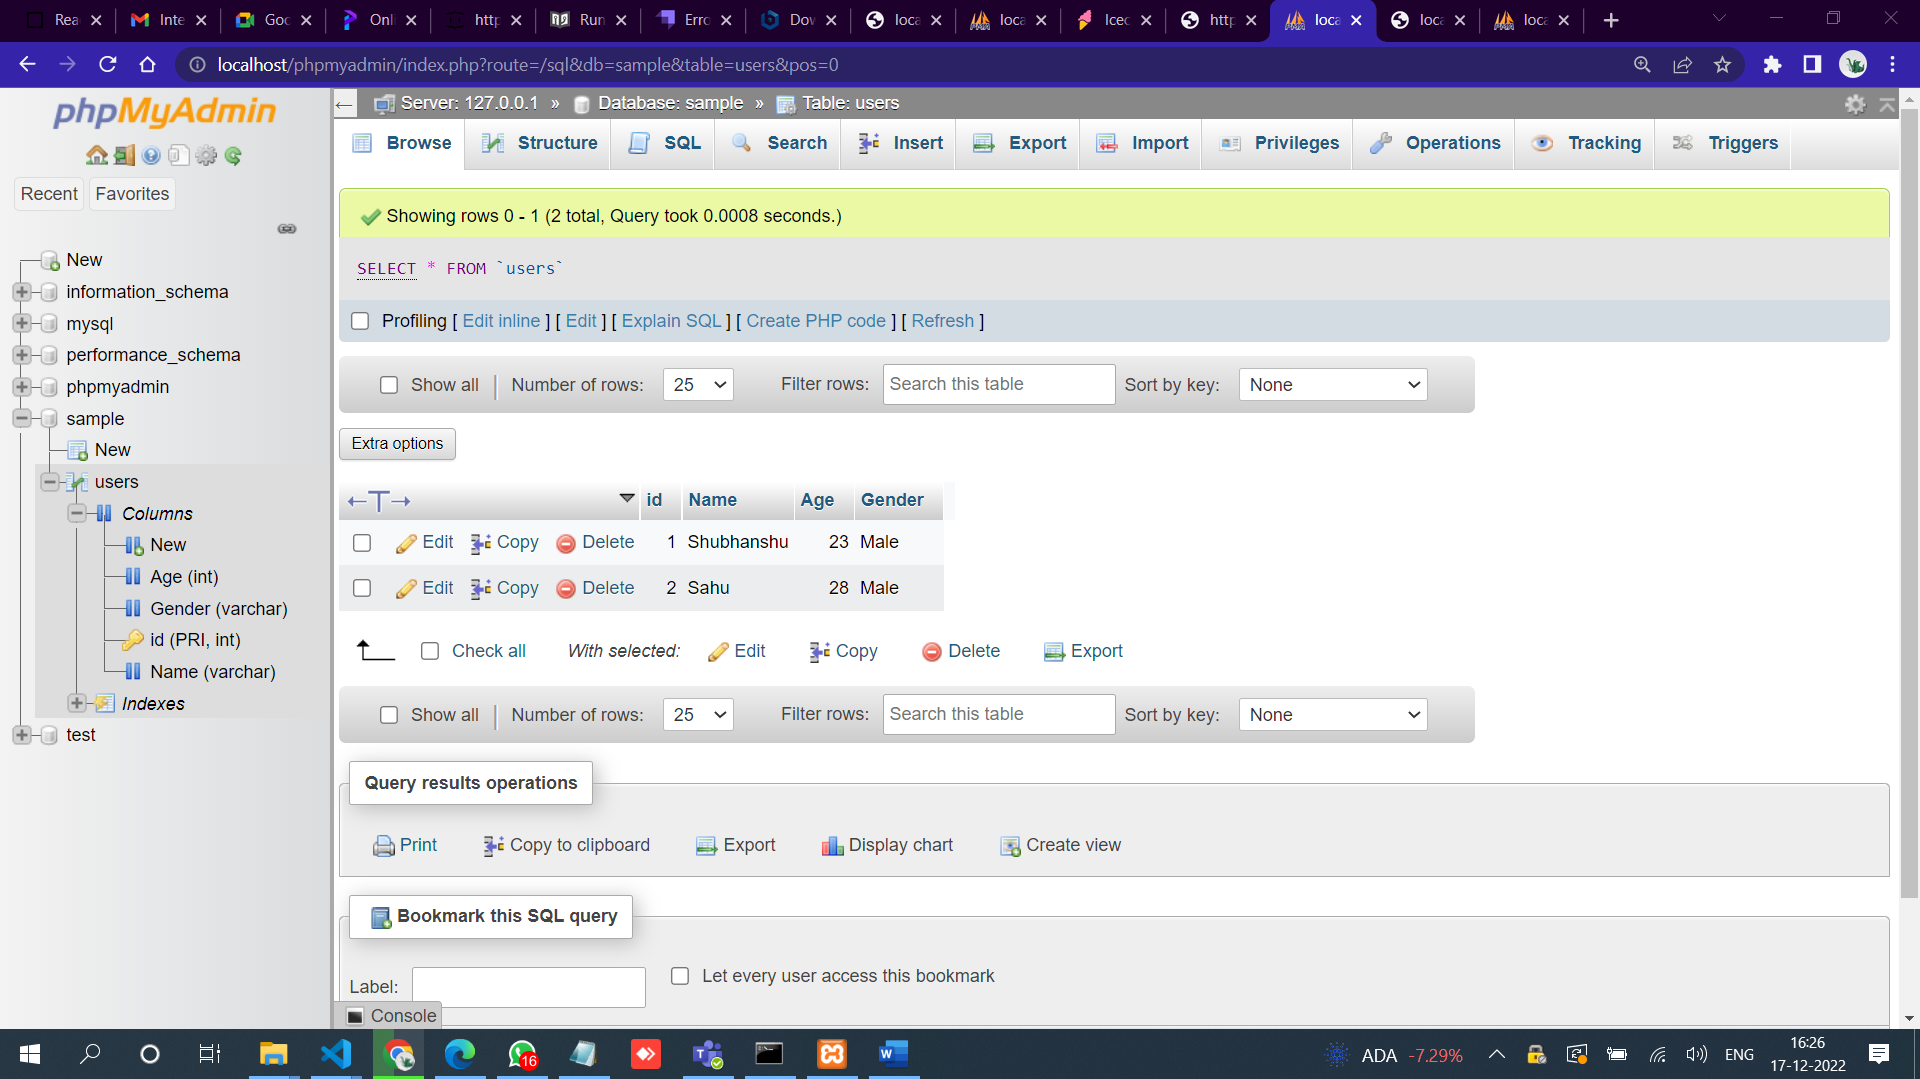 Rea
Inte
Goo
Onli
http
Run
Erro
Dov
loca
loca
Icec
http
loca
loca
loca
localhost/phpmyadmin/index.php?route=/sql&db=sample&table=users&pos=0
phpMyAdmin
Recent Favorites
New
information_schema
mysql
performance_schema
phpmyadmin
sample
New
users
Columns
New
Age (int)
Gender (varchar)
id (PRI, int)
Name (varchar)
Indexes
test
Server: 127.0.0.1 » Database: sample » Table: users
Browse Structure SQL Search Insert Export Import Privileges Operations Tracking Triggers
Showing rows 0 - 1 (2 total, Query took 0.0008 seconds.)
SELECT * FROM `users`
Profiling [ Edit inline ] [ Edit ] [ Explain SQL ] [ Create PHP code ] [ Refresh ]
Show all | Number of rows: 25 Filter rows: Search this table Sort by key: None
Extra options
←T→ id Name Age Gender
Edit Copy Delete 1 Shubhanshu 23 Male
Edit Copy Delete 2 Sahu 28 Male
Check all With selected: Edit Copy Delete Export
Show all | Number of rows: 25 Filter rows: Search this table Sort by key: None
Query results operations
Print Copy to clipboard Export Display chart Create view
Bookmark this SQL query
Label: Let every user access this bookmark
Console
16
ADA -7.29% ENG
16:26
17-12-2022